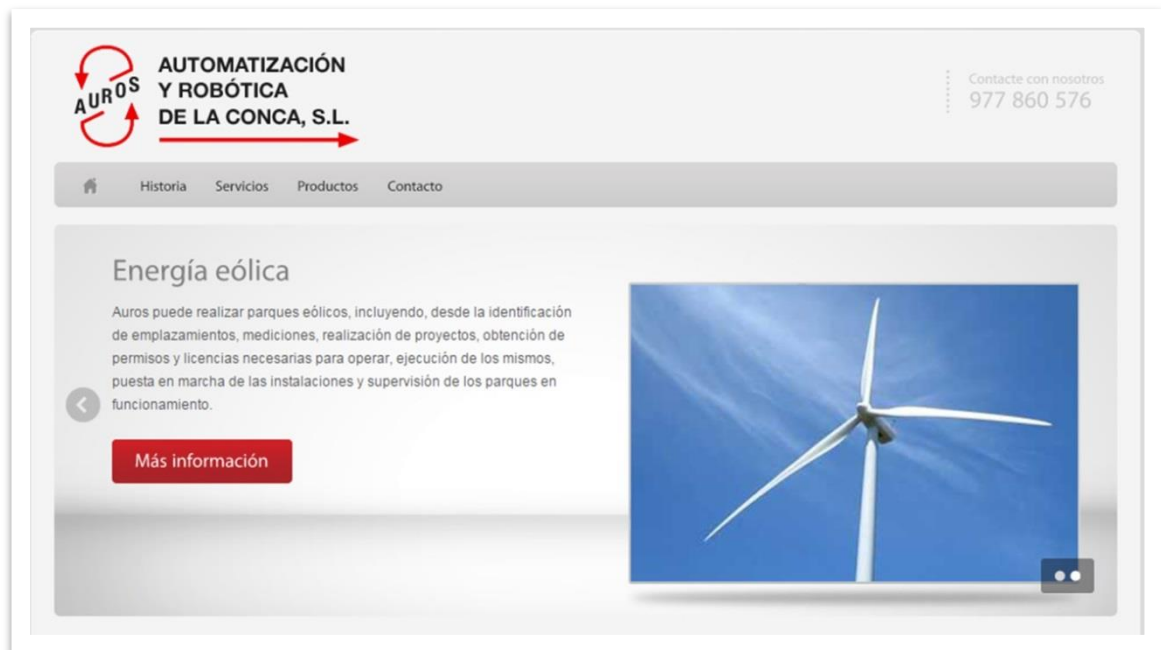 AUROS
AUTOMATIZACIÓN
Y ROBÓTICA
DE LA CONCA, S.L.
Contacte con nosotros
977 860 576
Historia Servicios Productos Contacto
Energía eólica
Auros puede realizar parques eólicos, incluyendo, desde la identificación
de emplazamientos, mediciones, realización de proyectos, obtención de
permisos y licencias necesarias para operar, ejecución de los mismos,
puesta en marcha de las instalaciones y supervisión de los parques en
funcionamiento.
Más información